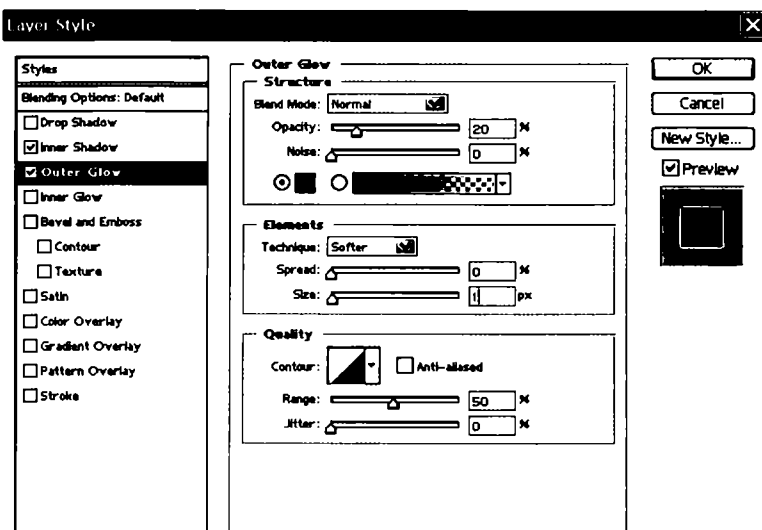 Layer Style
Styles
Blending Options: Default
Drop Shadow
Inner Shadow
Outer Glow
Inner Glow
Bevel and Emboss
Contour
Texture
Satin
Color Overlay
Gradient Overlay
Pattern Overlay
Stroke
Outer Glow
Structure
Blend Mode: Normal
Opacity: 20 %
Noise: 0 %
Elements
Technique: Softer
Spread: 0 %
Size: 1 px
Quality
Contour: Anti-aliased
Range: 50 %
Jitter: 0 %
OK
Cancel
New Style...
Preview